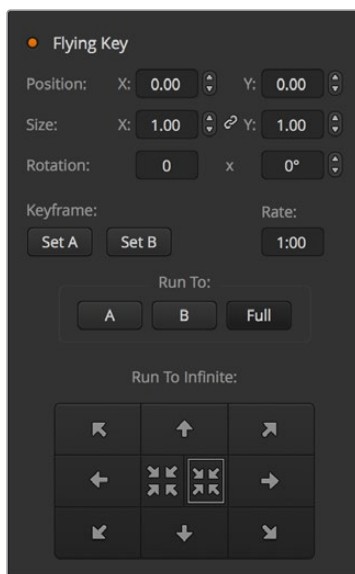 Flying Key
Position: X: 0.00 Y: 0.00
Size: X: 1.00 Y: 1.00
Rotation: 0 x 0°
Keyframe: Rate:
Set A Set B 1:00
Run To:
A B Full
Run To Infinite: